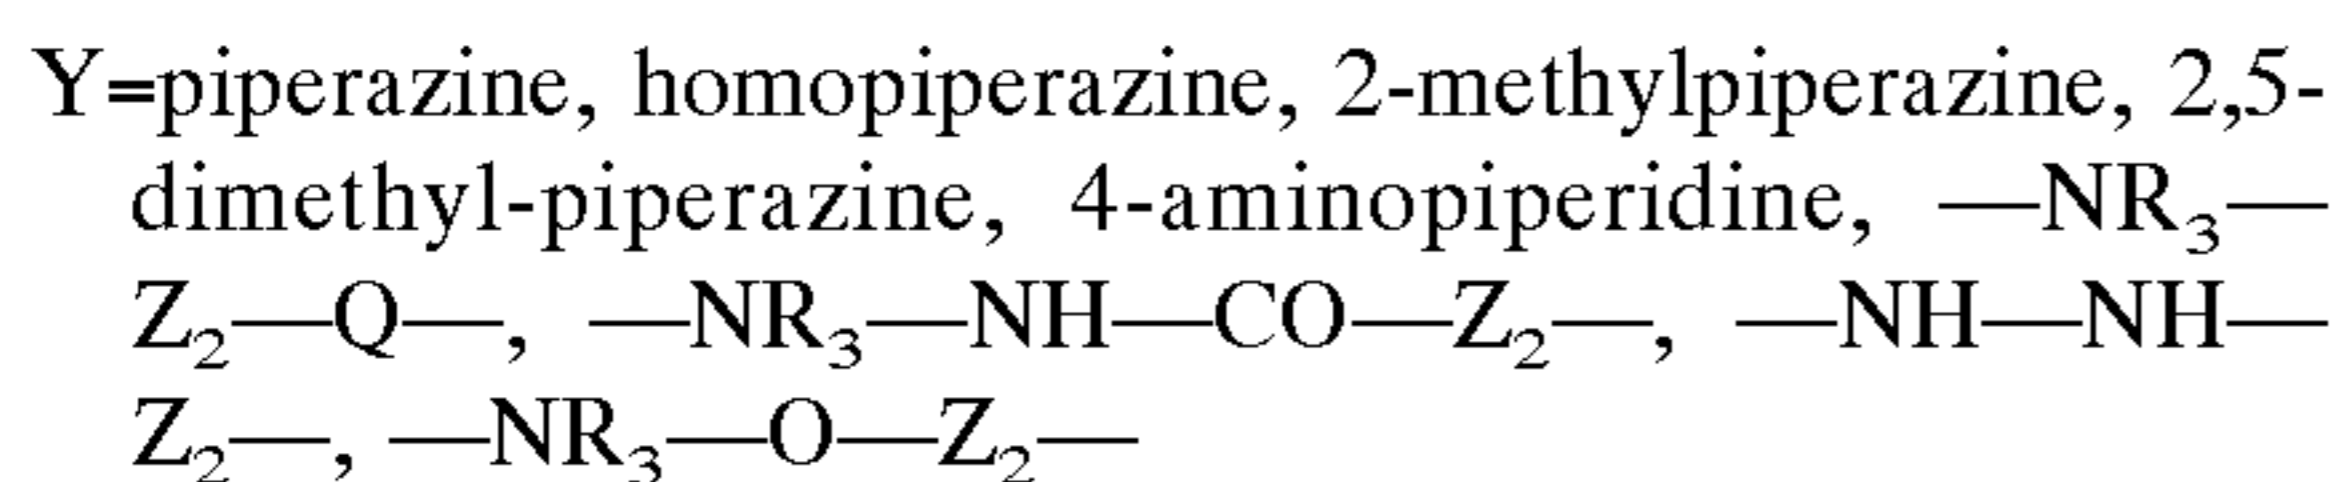 Y=piperazine, homopiperazine, 2-methylpiperazine, 2,5-
dimethyl-piperazine, 4-aminopiperidine, —NR₃—
Z₂—Q—, —NR₃—NH—CO—Z₂—, —NH—NH—
Z₂—, —NR₃—O—Z₂—